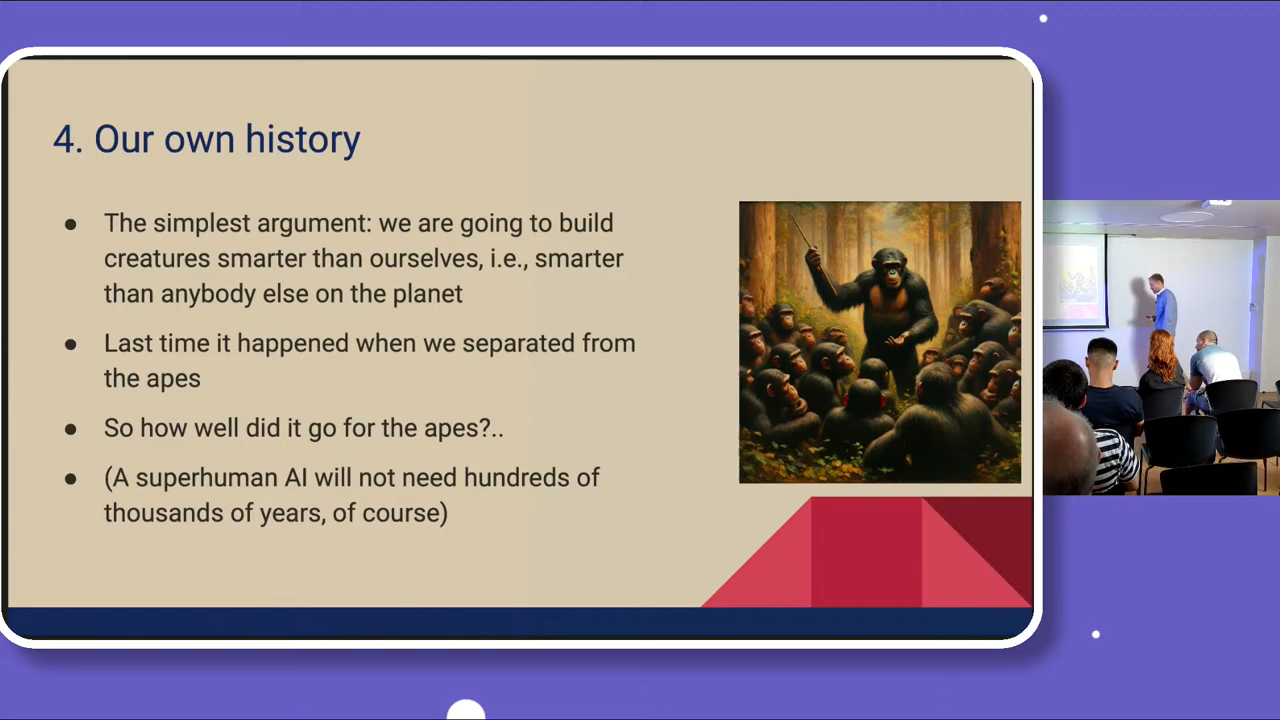 4. Our own history
● The simplest argument: we are going to build
creatures smarter than ourselves, i.e., smarter
than anybody else on the planet
● Last time it happened when we separated from
the apes
● So how well did it go for the apes?..
● (A superhuman AI will not need hundreds of
thousands of years, of course)